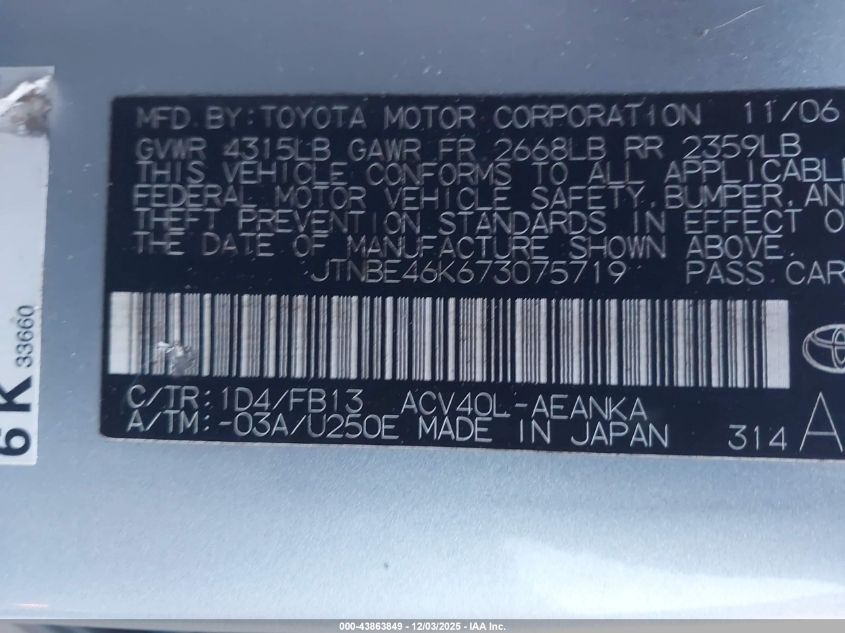 MFD. BY: TOYOTA MOTOR CORPORATION 11/06
GVWR 4315LB GAWR FR 2668LB RR 2359LB
THIS VEHICLE CONFORMS TO ALL APPLICABL
FEDERAL MOTOR VEHICLE SAFETY, BUMPER, AN
THEFT PREVENTION STANDARDS IN EFFECT O
THE DATE OF MANUFACTURE SHOWN ABOVE.
JTNBE46K673075719 PASS. CAR
C/TR: 1D4/FB13 ACV40L-AEANKA
A/TM: -03A/U250E MADE IN JAPAN 314 A
6K 33660
000-43863849 - 12/03/2025 - IAA Inc.